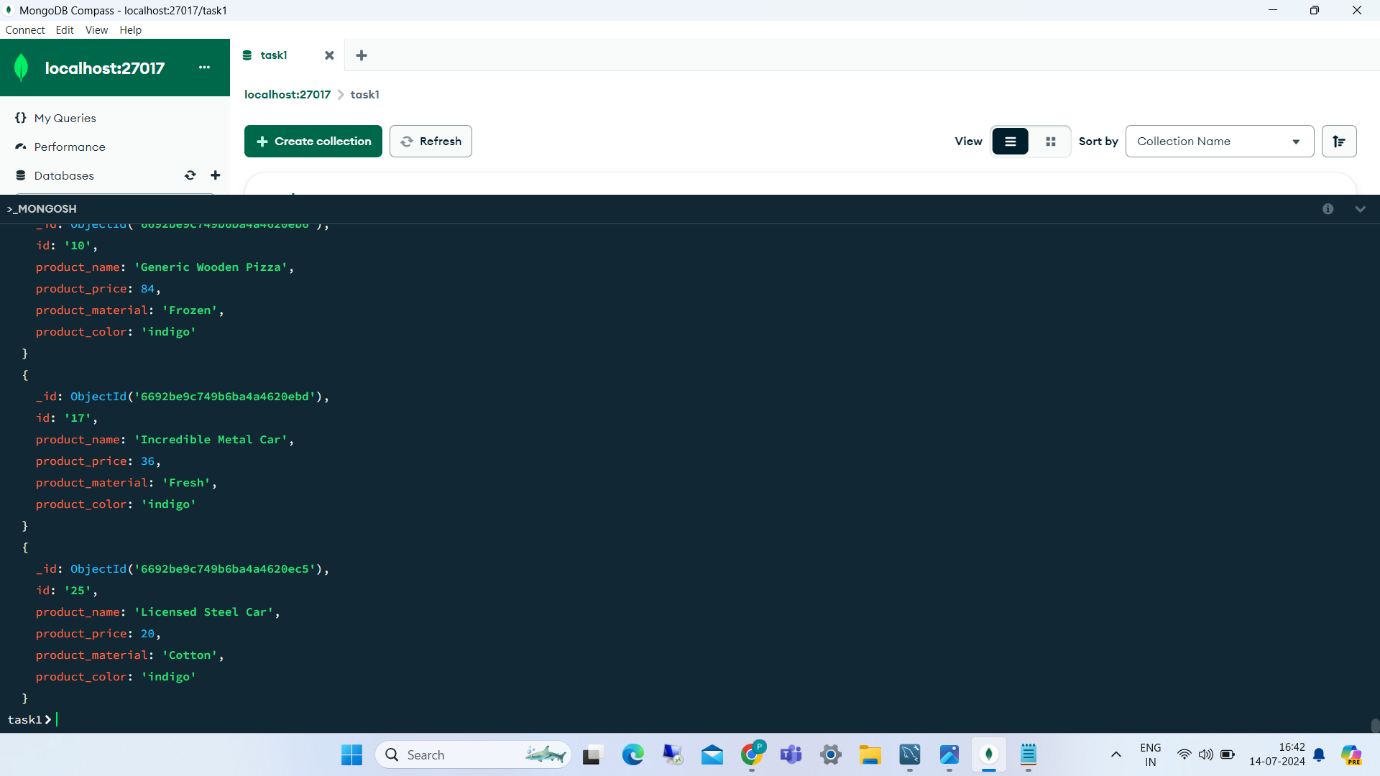 MongoDB Compass - localhost:27017/task1
Connect Edit View Help
localhost:27017 ...
task1
localhost:27017 > task1
{} My Queries
Performance
Databases
+ Create collection
Refresh
View
Sort by
Collection Name
>_MONGOSH
_id: ObjectId('6692be9c749b6ba4a4620eb6'),
id: '10',
product_name: 'Generic Wooden Pizza',
product_price: 84,
product_material: 'Frozen',
product_color: 'indigo'
}
{
_id: ObjectId('6692be9c749b6ba4a4620ebd'),
id: '17',
product_name: 'Incredible Metal Car',
product_price: 36,
product_material: 'Fresh',
product_color: 'indigo'
}
{
_id: ObjectId('6692be9c749b6ba4a4620ec5'),
id: '25',
product_name: 'Licensed Steel Car',
product_price: 20,
product_material: 'Cotton',
product_color: 'indigo'
}
task1>
Search
P
ENG
IN
16:42
14-07-2024
PRE